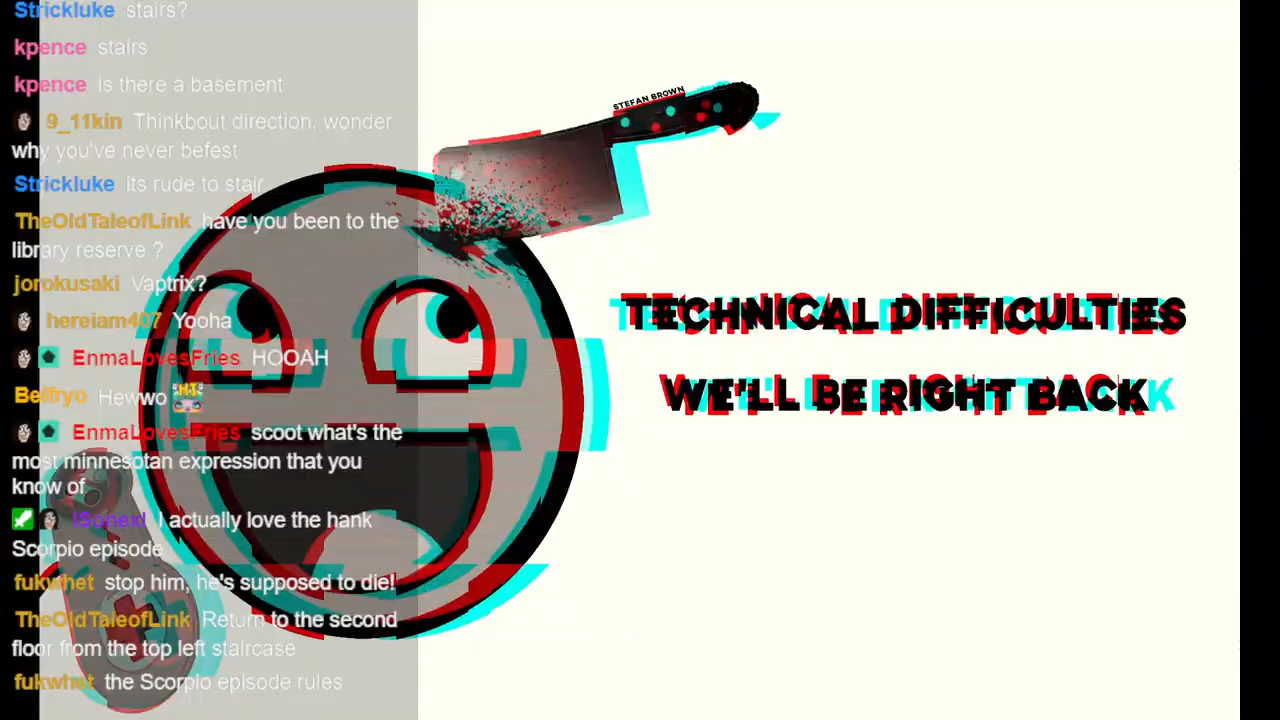 Strickluke stairs?
kpence stairs
kpence is there a basement
9_11kin Thinkbout direction, wonder
why you've never befest
Strickluke its rude to stair
TheOldTaleofLink have you been to the
library reserve ?
jorokusaki Vaptrix?
hereiam407 Yooha
EnmaLovesFries HOOAH
Belfryo Hewwo
EnmaLovesFries scoot what's the
most minnesotan expression that you
know of
I actually love the hank
Scorpio episode
fukwhet stop him, he's supposed to die!
TheOldTaleofLink Return to the second
floor from the top left staircase
fukwhet the Scorpio episode rules
STEFAN BROWN
TECHNICAL DIFFICULTIES
WE'LL BE RIGHT BACK